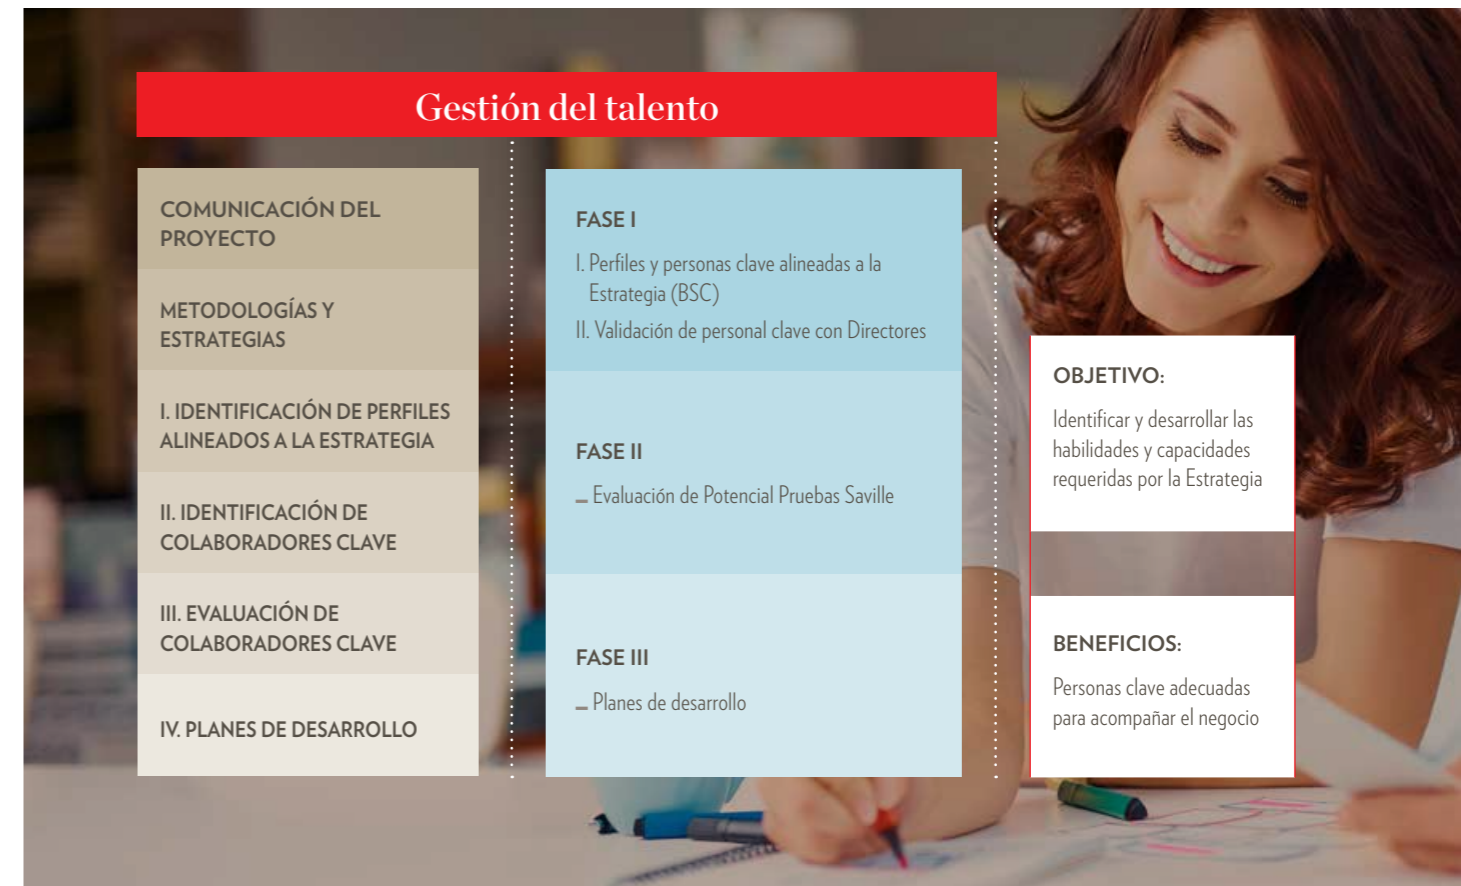 Gestión del talento
COMUNICACIÓN DEL
PROYECTO
METODOLOGÍAS Y
ESTRATEGIAS
I. IDENTIFICACIÓN DE PERFILES
ALINEADOS A LA ESTRATEGIA
II. IDENTIFICACIÓN DE
COLABORADORES CLAVE
III. EVALUACIÓN DE
COLABORADORES CLAVE
IV. PLANES DE DESARROLLO
FASE I
I. Perfiles y personas clave alineadas a la
Estrategia (BSC)
II. Validación de personal clave con Directores
FASE II
– Evaluación de Potencial Pruebas Saville
FASE III
– Planes de desarrollo
OBJETIVO:
Identificar y desarrollar las
habilidades y capacidades
requeridas por la Estrategia
BENEFICIOS:
Personas clave adecuadas
para acompañar el negocio